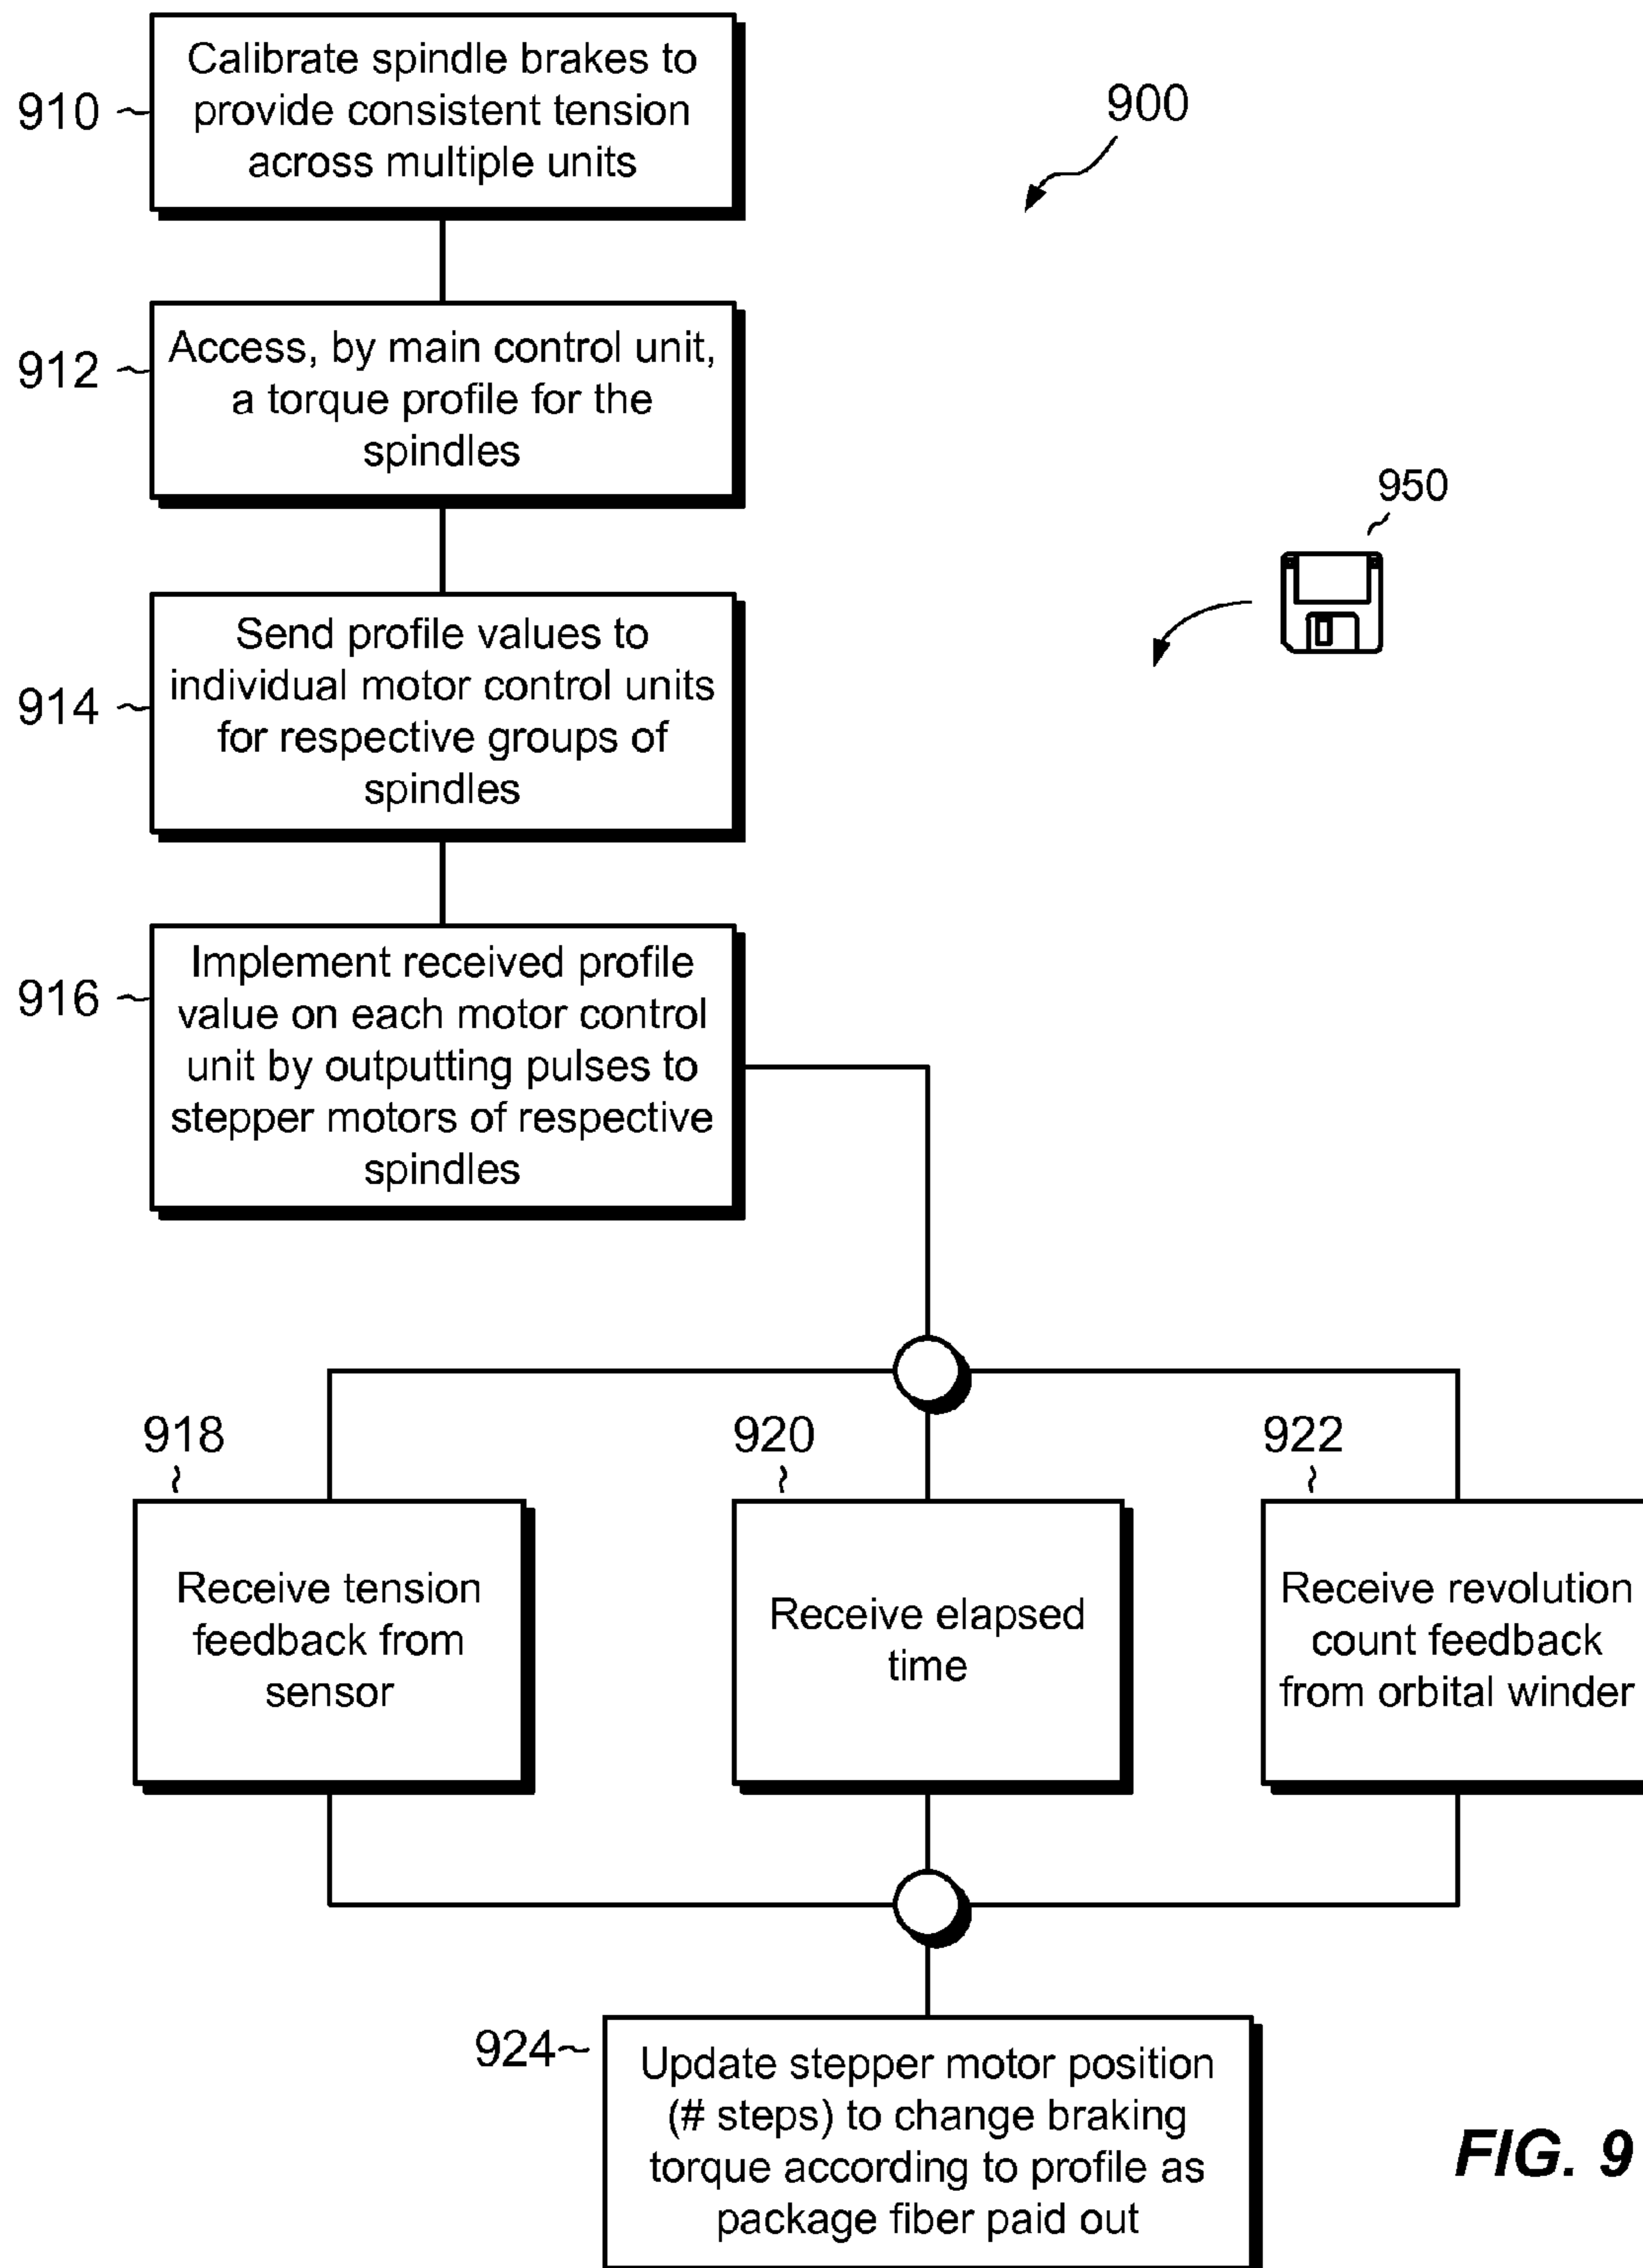 910
Calibrate spindle brakes to
provide consistent tension
across multiple units
900
912
Access, by main control unit,
a torque profile for the
spindles
950
914
Send profile values to
individual motor control units
for respective groups of
spindles
916
Implement received profile
value on each motor control
unit by outputting pulses to
stepper motors of respective
spindles
918
Receive tension
feedback from
sensor
920
Receive elapsed
time
922
Receive revolution
count feedback
from orbital winder
924
Update stepper motor position
(# steps) to change braking
torque according to profile as
package fiber paid out
FIG. 9